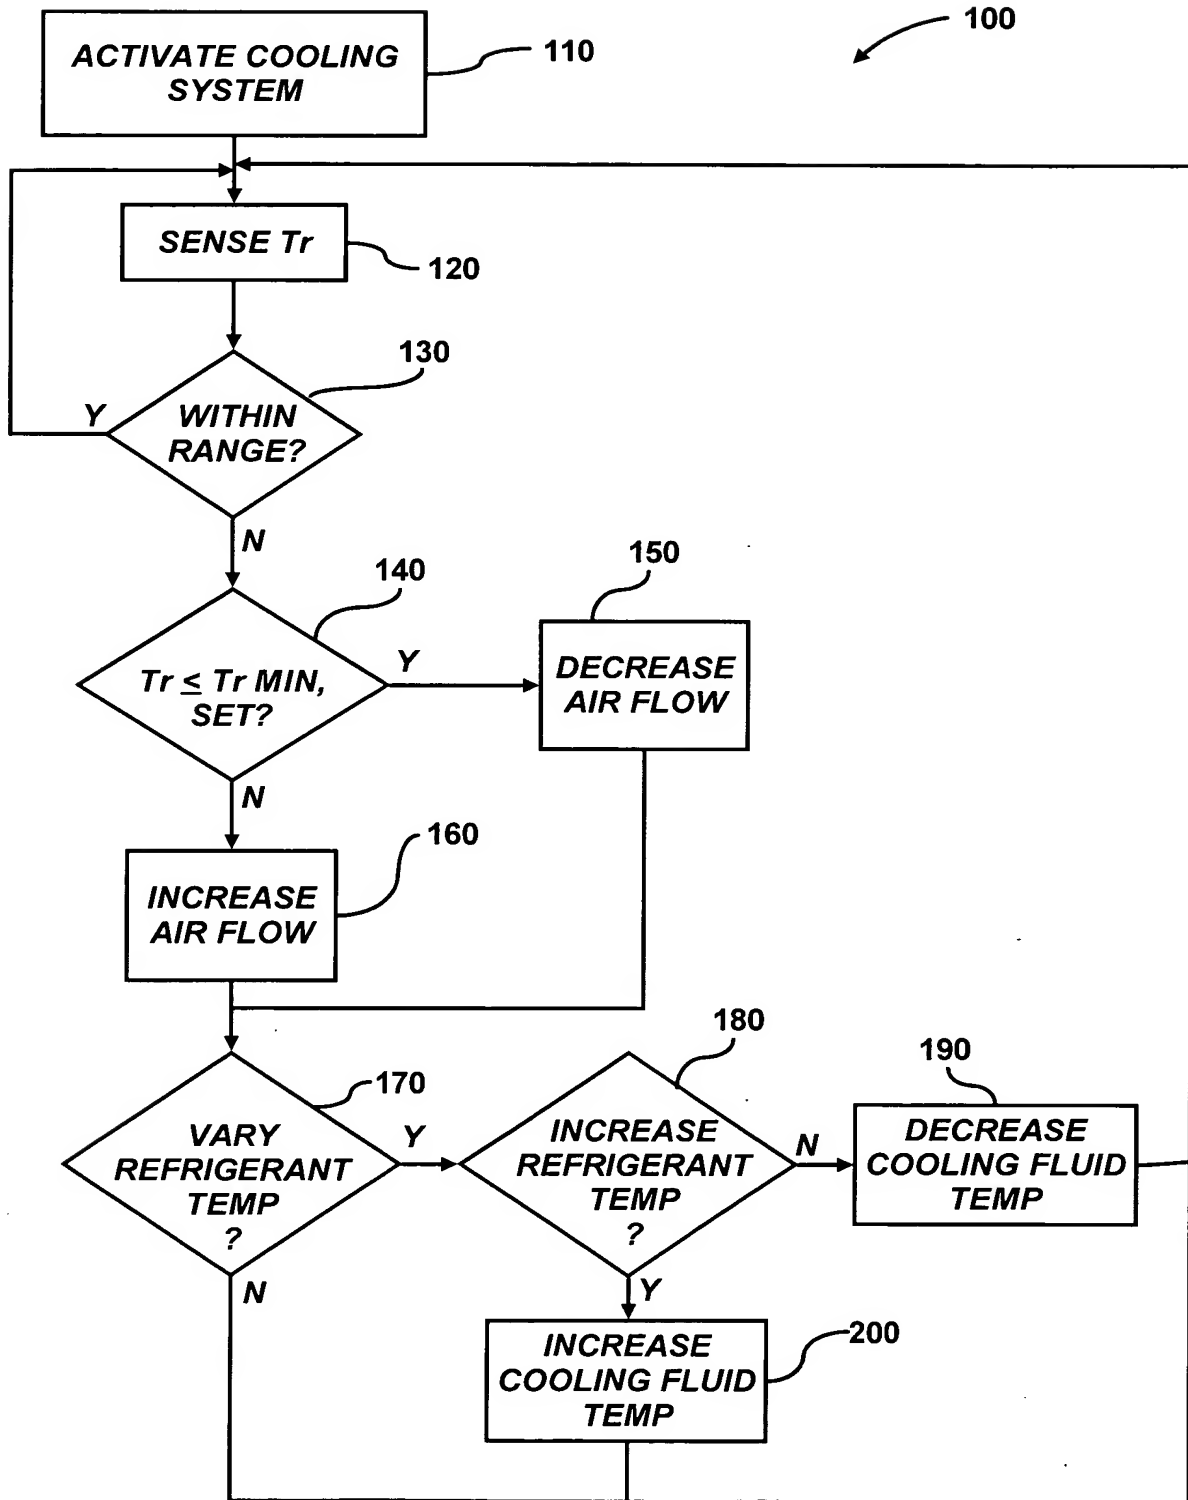 100
ACTIVATE COOLING
SYSTEM
110
SENSE Tr
120
130
WITHIN
RANGE?
Y
N
140
150
Tr ≤ Tr MIN,
SET?
Y
DECREASE
AIR FLOW
N
160
INCREASE
AIR FLOW
170
180
190
VARY
REFRIGERANT
TEMP
?
Y
INCREASE
REFRIGERANT
TEMP
?
N
DECREASE
COOLING FLUID
TEMP
N
Y
200
INCREASE
COOLING FLUID
TEMP